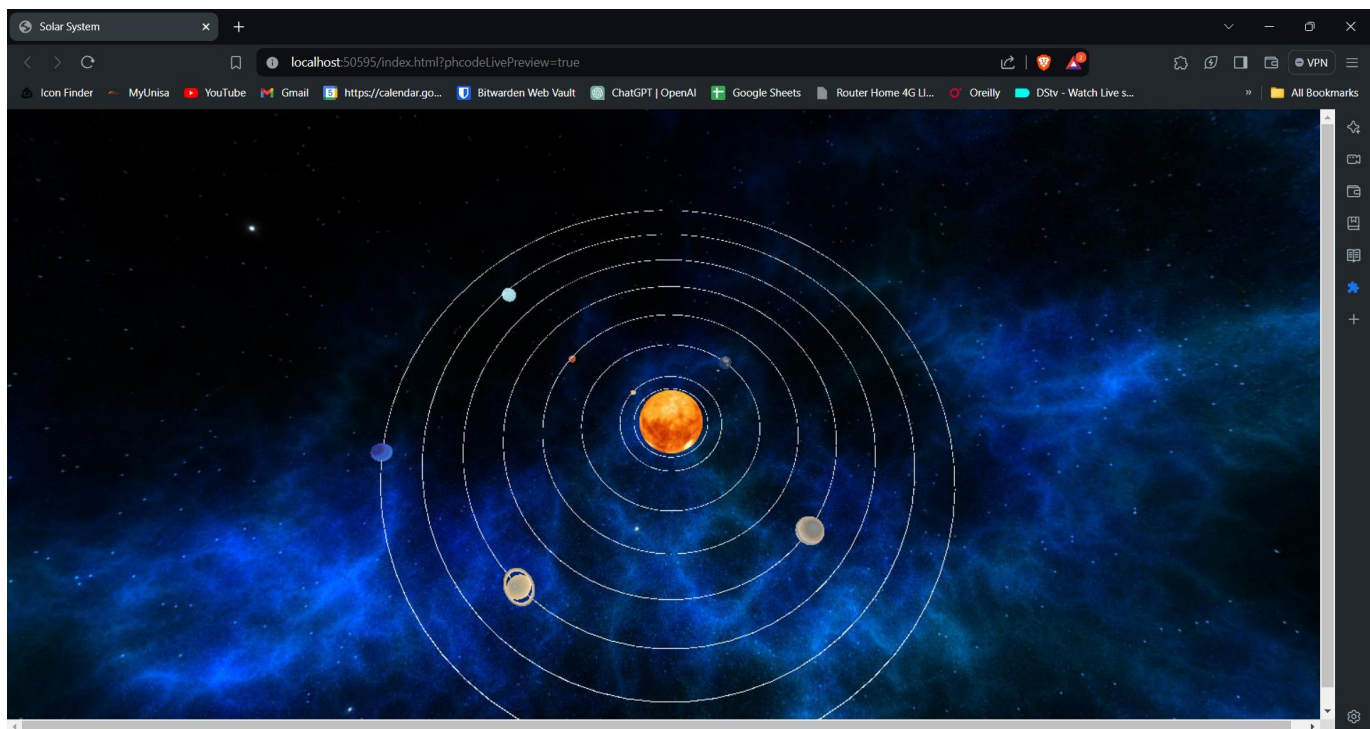 Solar System
localhost:50595/index.html?phcodeLivePreview=true
VPN
Icon Finder MyUnisa YouTube Gmail 5 https://calendar.go... Bitwarden Web Vault ChatGPT | OpenAI Google Sheets Router Home 4G LI... Oreilly DStv - Watch Live s... » All Bookmarks